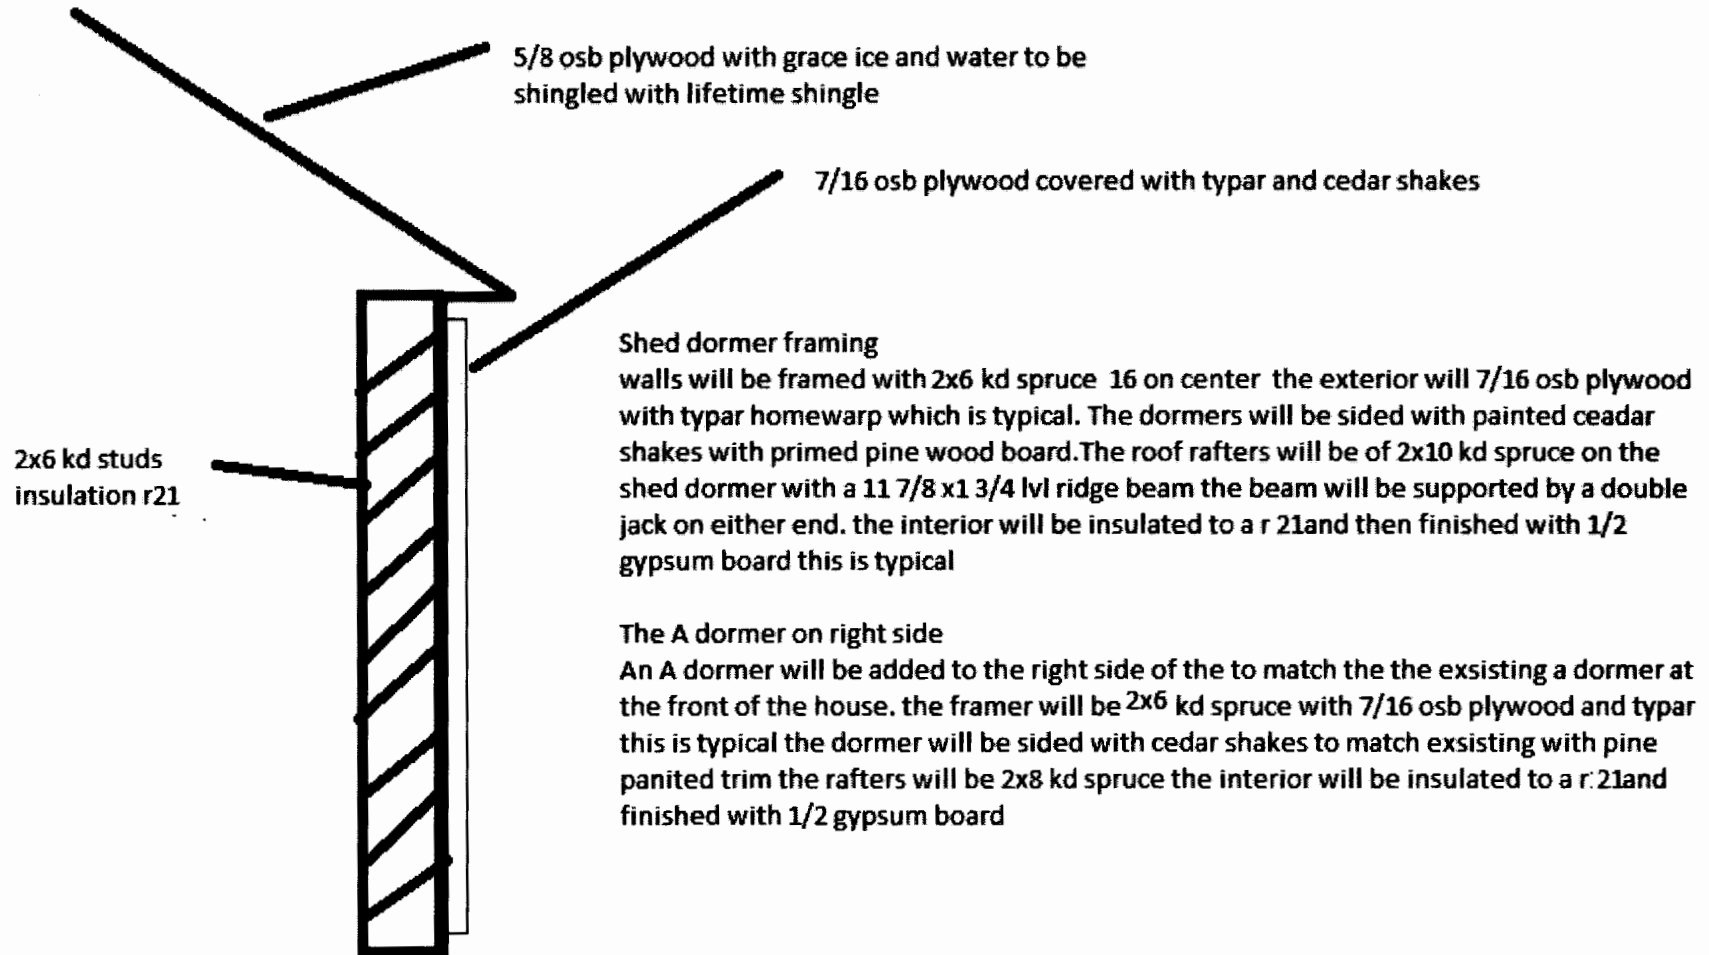 5/8 osb plywood with grace ice and water to be
shingled with lifetime shingle
7/16 osb plywood covered with typar and cedar shakes
2x6 kd studs
insulation r21
Shed dormer framing
walls will be framed with 2x6 kd spruce 16 on center the exterior will 7/16 osb plywood
with typar homewarp which is typical. The dormers will be sided with painted ceadar
shakes with primed pine wood board.The roof rafters will be of 2x10 kd spruce on the
shed dormer with a 11 7/8 x1 3/4 lvl ridge beam the beam will be supported by a double
jack on either end. the interior will be insulated to a r 21and then finished with 1/2
gypsum board this is typical
The A dormer on right side
An A dormer will be added to the right side of the to match the the exsisting a dormer at
the front of the house. the framer will be 2x6 kd spruce with 7/16 osb plywood and typar
this is typical the dormer will be sided with cedar shakes to match exsisting with pine
panited trim the rafters will be 2x8 kd spruce the interior will be insulated to a r 21and
finished with 1/2 gypsum board